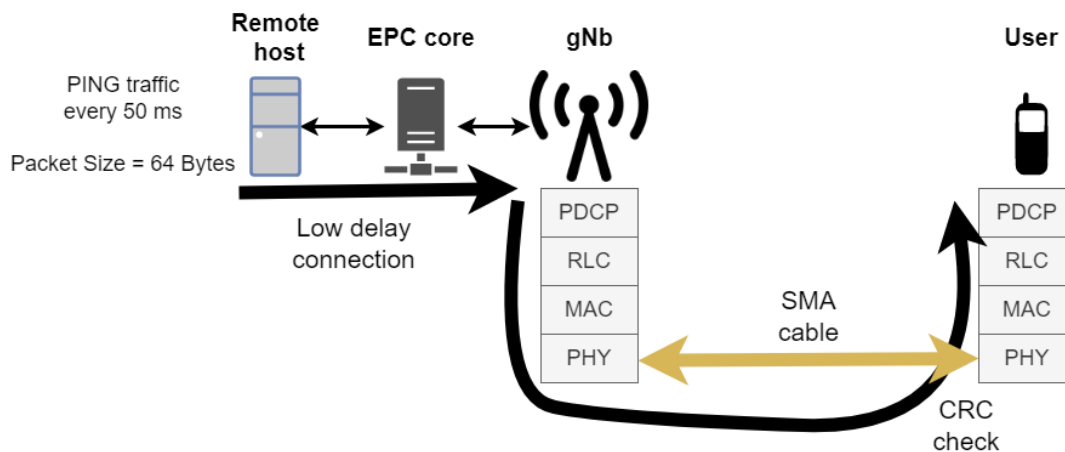 Remote
host
EPC core
gNb
User
PING traffic
every 50 ms
Packet Size = 64 Bytes
Low delay
connection
PDCP
RLC
MAC
PHY
SMA
cable
PDCP
RLC
MAC
PHY
CRC
check